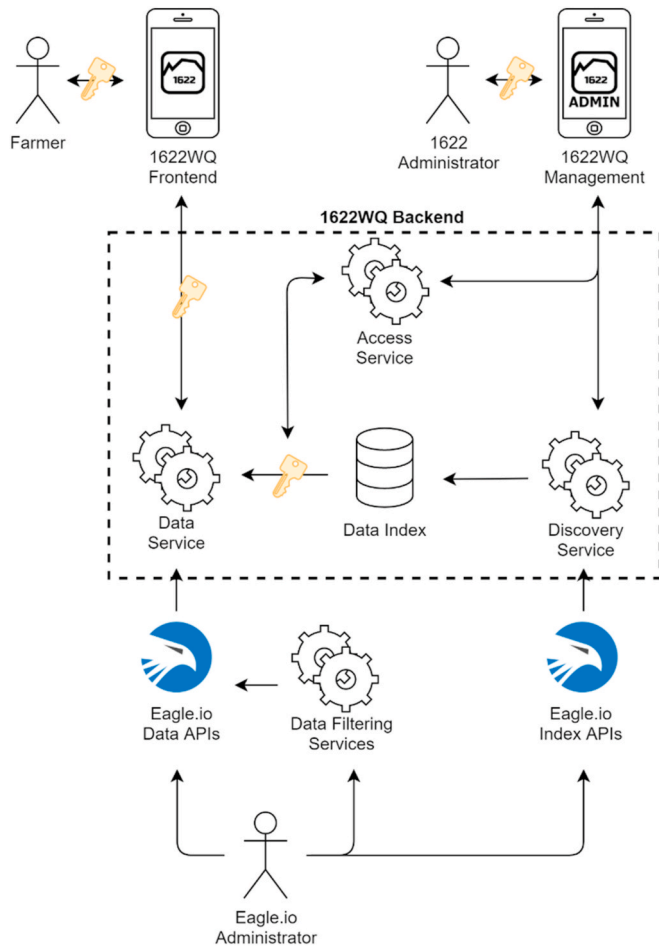 1622
1622
ADMIN
Farmer
1622WQ
Frontend
1622
Administrator
1622WQ
Management
1622WQ Backend
Access
Service
Data
Service
Data Index
Discovery
Service
Eagle.io
Data APIs
Data Filtering
Services
Eagle.io
Index APIs
Eagle.io
Administrator